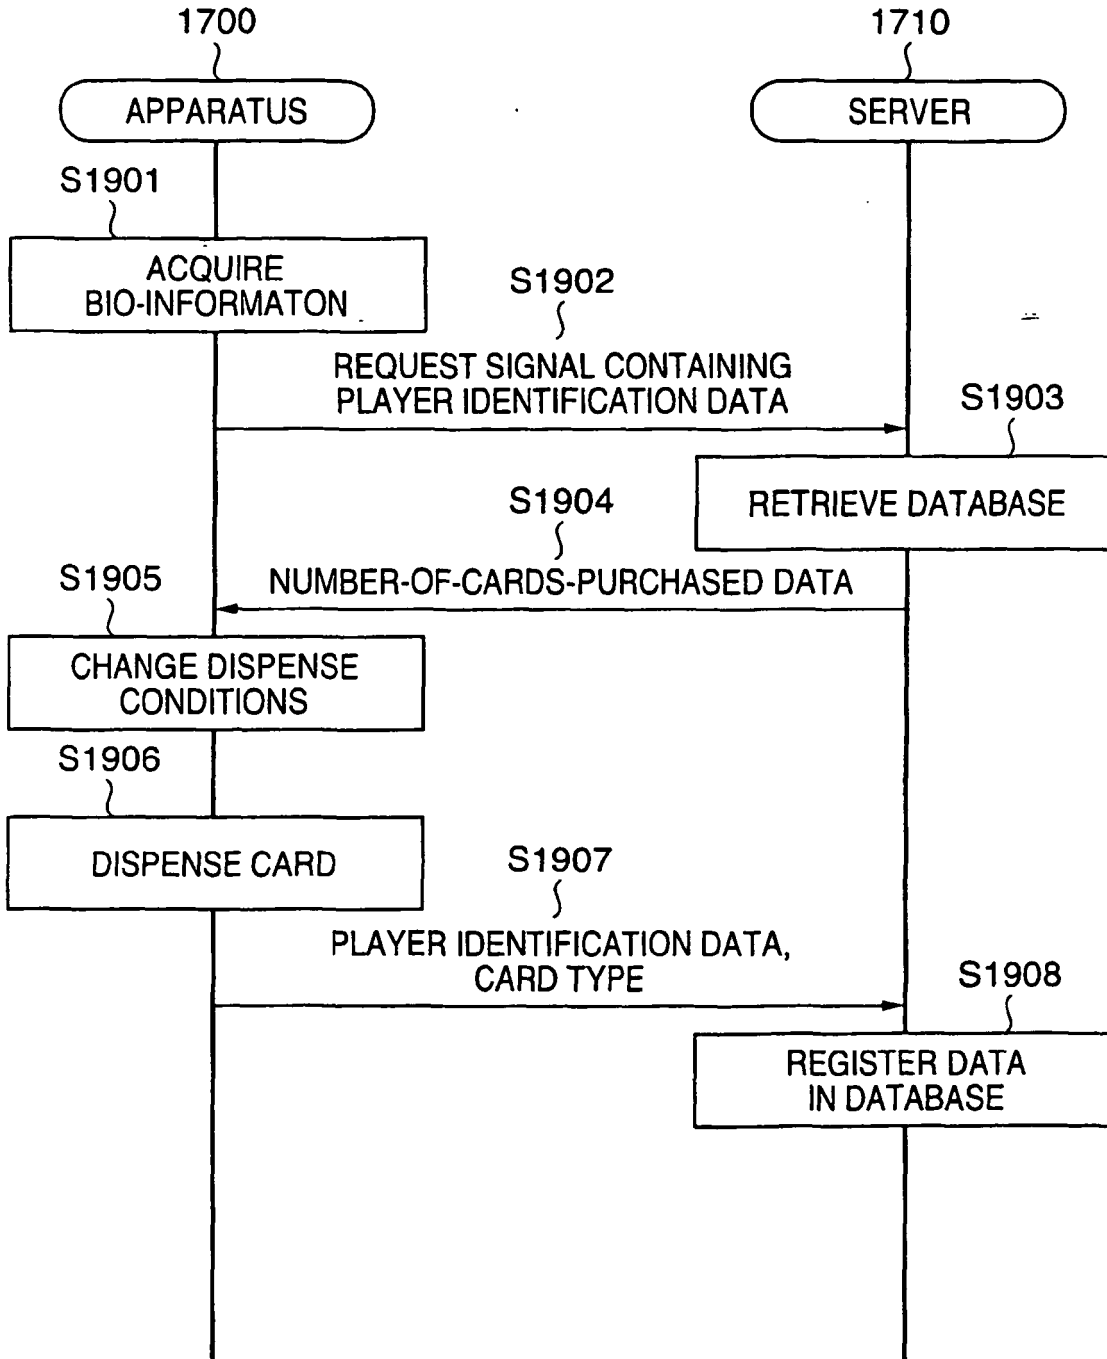 1700
1710
APPARATUS
SERVER
S1901
ACQUIRE
BIO-INFORMATON
S1902
REQUEST SIGNAL CONTAINING
PLAYER IDENTIFICATION DATA
S1903
RETRIEVE DATABASE
S1904
NUMBER-OF-CARDS-PURCHASED DATA
S1905
CHANGE DISPENSE
CONDITIONS
S1906
DISPENSE CARD
S1907
PLAYER IDENTIFICATION DATA,
CARD TYPE
S1908
REGISTER DATA
IN DATABASE